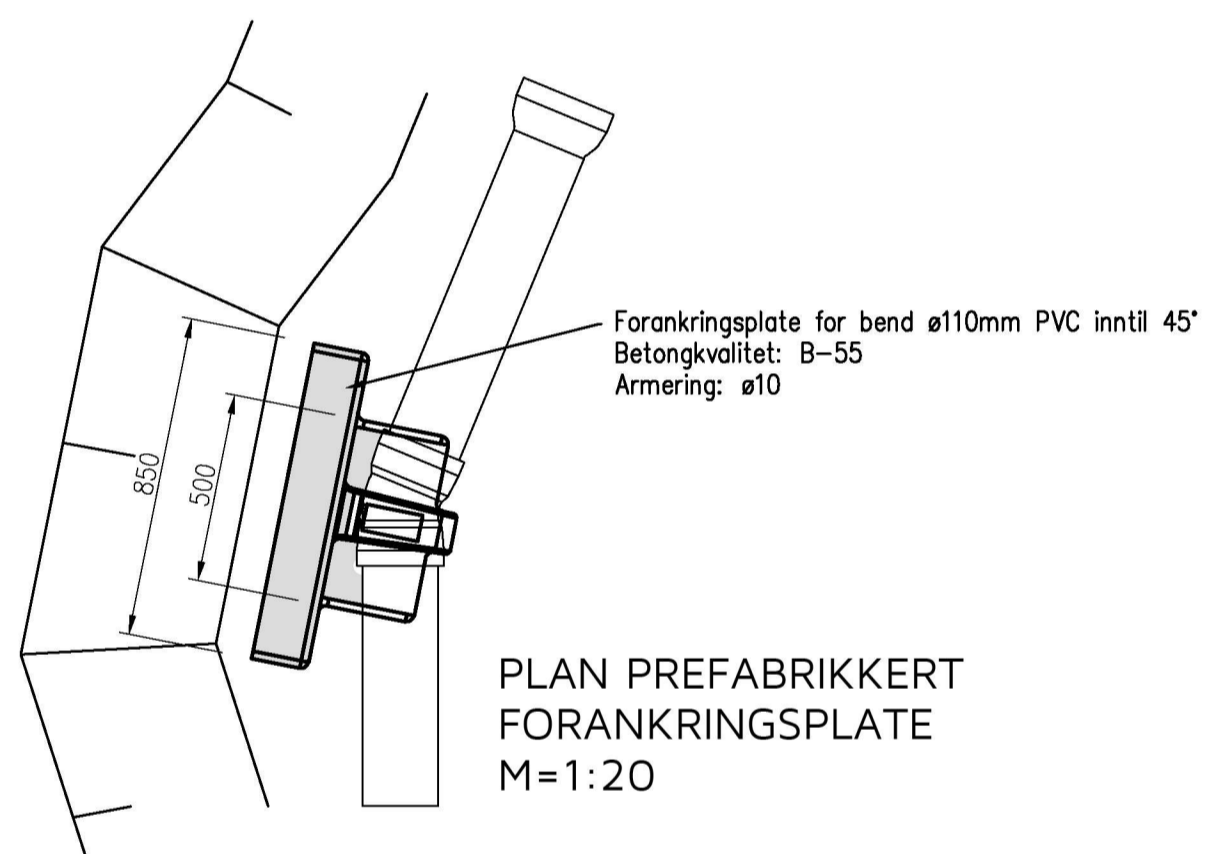 Forankringsplate for bend ø110mm PVC inntil 45°
Betongkvalitet: B-55
Armering: ø10
850
500
PLAN PREFABRIKKERT
FORANKRINGSPLATE
M=1:20